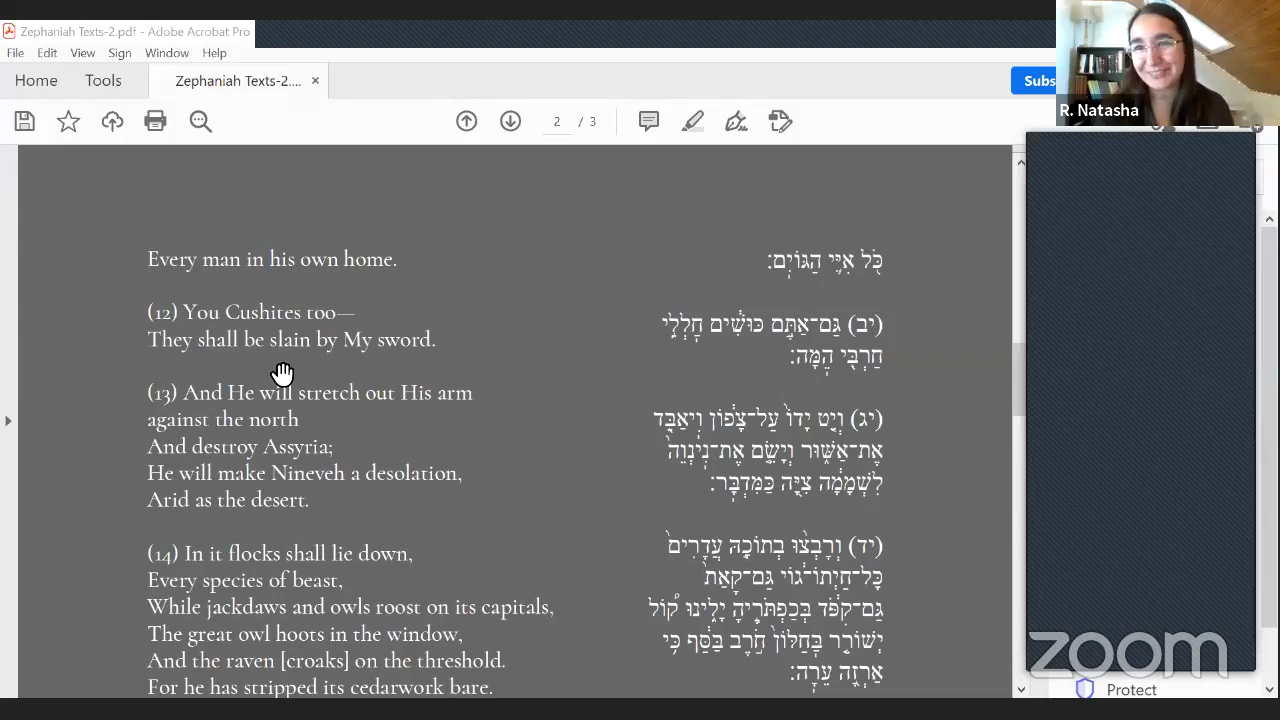 Zephaniah Texts-2.pdf - Adobe Acrobat Pro
File Edit View Sign Window Help
Home Tools Zephaniah Texts-2.... ×
Subs
R. Natasha
2 / 3
Every man in his own home.
(12) You Cushites too—
They shall be slain by My sword.
(13) And He will stretch out His arm
against the north
And destroy Assyria;
He will make Nineveh a desolation,
Arid as the desert.
(14) In it flocks shall lie down,
Every species of beast,
While jackdaws and owls roost on its capitals,
The great owl hoots in the window,
And the raven [croaks] on the threshold.
For he has stripped its cedarwork bare.
כֹּ֖ל אִיֵּ֥י הַגּוֹיִֽם׃
(יב) גַּם־אַתֶּ֣ם כּוּשִׁ֔ים חַֽלְלֵ֥י
חַרְבִּ֖י הֵֽמָּה׃
(יג) וְיֵ֤ט יָדוֹ֙ עַל־צָפ֔וֹן וִֽיאַבֵּ֖ד
אֶת־אַשּׁ֑וּר וְיָשֵׂ֤ם אֶת־נִֽינְוֵה֙
לִשְׁמָמָ֔ה צִיָּ֖ה כַּמִּדְבָּֽר׃
(יד) וְרָבְצ֨וּ בְתוֹכָ֤הּ עֲדָרִים֙
כׇּל־חַיְתוֹ־ג֔וֹי גַּם־קָאַת֙
גַּם־קִפֹּ֔ד בְּכַפְתֹּרֶ֖יהָ יָלִ֑ינוּ ק֠וֹל
יְשׁוֹרֵ֤ר בַּֽחַלּוֹן֙ חֹ֣רֶב בַּסַּ֔ף כִּ֥י
אַרְזָ֖ה עֵרָֽה׃
zoom
Protect